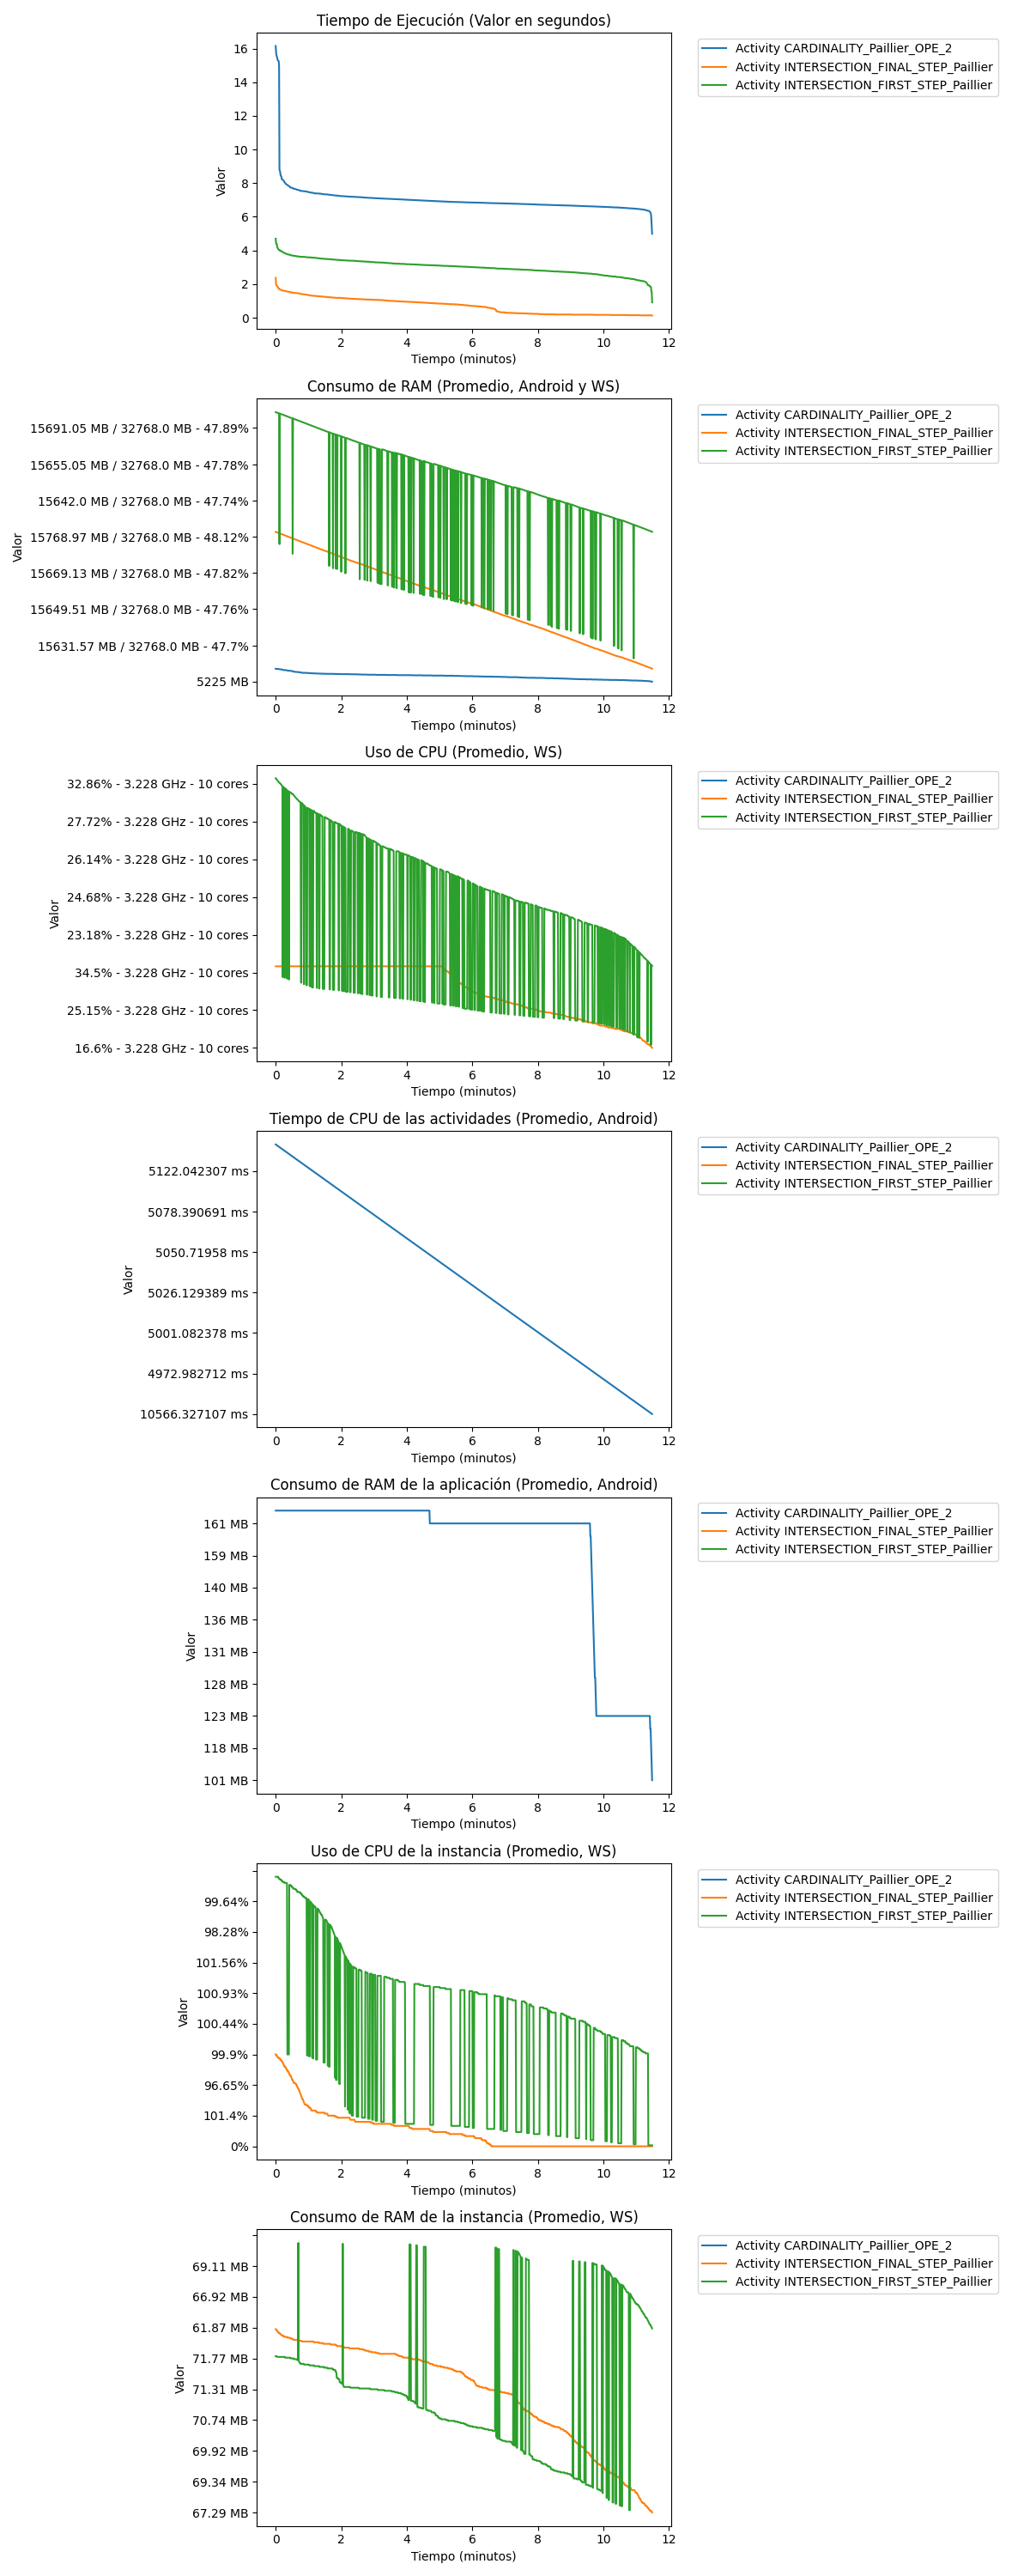 Tiempo de Ejecución (Valor en segundos)
16
14
12
10
8
6
4
2
0
Valor
0 2 4 6 8 10 12
Tiempo (minutos)
Activity CARDINALITY_Paillier_OPE_2
Activity INTERSECTION_FINAL_STEP_Paillier
Activity INTERSECTION_FIRST_STEP_Paillier
Consumo de RAM (Promedio, Android y WS)
15691.05 MB / 32768.0 MB - 47.89%
15655.05 MB / 32768.0 MB - 47.78%
15642.0 MB / 32768.0 MB - 47.74%
15768.97 MB / 32768.0 MB - 48.12%
15669.13 MB / 32768.0 MB - 47.82%
15649.51 MB / 32768.0 MB - 47.76%
15631.57 MB / 32768.0 MB - 47.7%
5225 MB
Valor
0 2 4 6 8 10 12
Tiempo (minutos)
Activity CARDINALITY_Paillier_OPE_2
Activity INTERSECTION_FINAL_STEP_Paillier
Activity INTERSECTION_FIRST_STEP_Paillier
Uso de CPU (Promedio, WS)
32.86% - 3.228 GHz - 10 cores
27.72% - 3.228 GHz - 10 cores
26.14% - 3.228 GHz - 10 cores
24.68% - 3.228 GHz - 10 cores
23.18% - 3.228 GHz - 10 cores
34.5% - 3.228 GHz - 10 cores
25.15% - 3.228 GHz - 10 cores
16.6% - 3.228 GHz - 10 cores
Valor
0 2 4 6 8 10 12
Tiempo (minutos)
Activity CARDINALITY_Paillier_OPE_2
Activity INTERSECTION_FINAL_STEP_Paillier
Activity INTERSECTION_FIRST_STEP_Paillier
Tiempo de CPU de las actividades (Promedio, Android)
5122.042307 ms
5078.390691 ms
5050.71958 ms
5026.129389 ms
5001.082378 ms
4972.982712 ms
10566.327107 ms
Valor
0 2 4 6 8 10 12
Tiempo (minutos)
Activity CARDINALITY_Paillier_OPE_2
Activity INTERSECTION_FINAL_STEP_Paillier
Activity INTERSECTION_FIRST_STEP_Paillier
Consumo de RAM de la aplicación (Promedio, Android)
161 MB
159 MB
140 MB
136 MB
131 MB
128 MB
123 MB
118 MB
101 MB
Valor
0 2 4 6 8 10 12
Tiempo (minutos)
Activity CARDINALITY_Paillier_OPE_2
Activity INTERSECTION_FINAL_STEP_Paillier
Activity INTERSECTION_FIRST_STEP_Paillier
Uso de CPU de la instancia (Promedio, WS)
99.64%
98.28%
101.56%
100.93%
100.44%
99.9%
96.65%
101.4%
0%
Valor
0 2 4 6 8 10 12
Tiempo (minutos)
Activity CARDINALITY_Paillier_OPE_2
Activity INTERSECTION_FINAL_STEP_Paillier
Activity INTERSECTION_FIRST_STEP_Paillier
Consumo de RAM de la instancia (Promedio, WS)
69.11 MB
66.92 MB
61.87 MB
71.77 MB
71.31 MB
70.74 MB
69.92 MB
69.34 MB
67.29 MB
Valor
0 2 4 6 8 10 12
Tiempo (minutos)
Activity CARDINALITY_Paillier_OPE_2
Activity INTERSECTION_FINAL_STEP_Paillier
Activity INTERSECTION_FIRST_STEP_Paillier